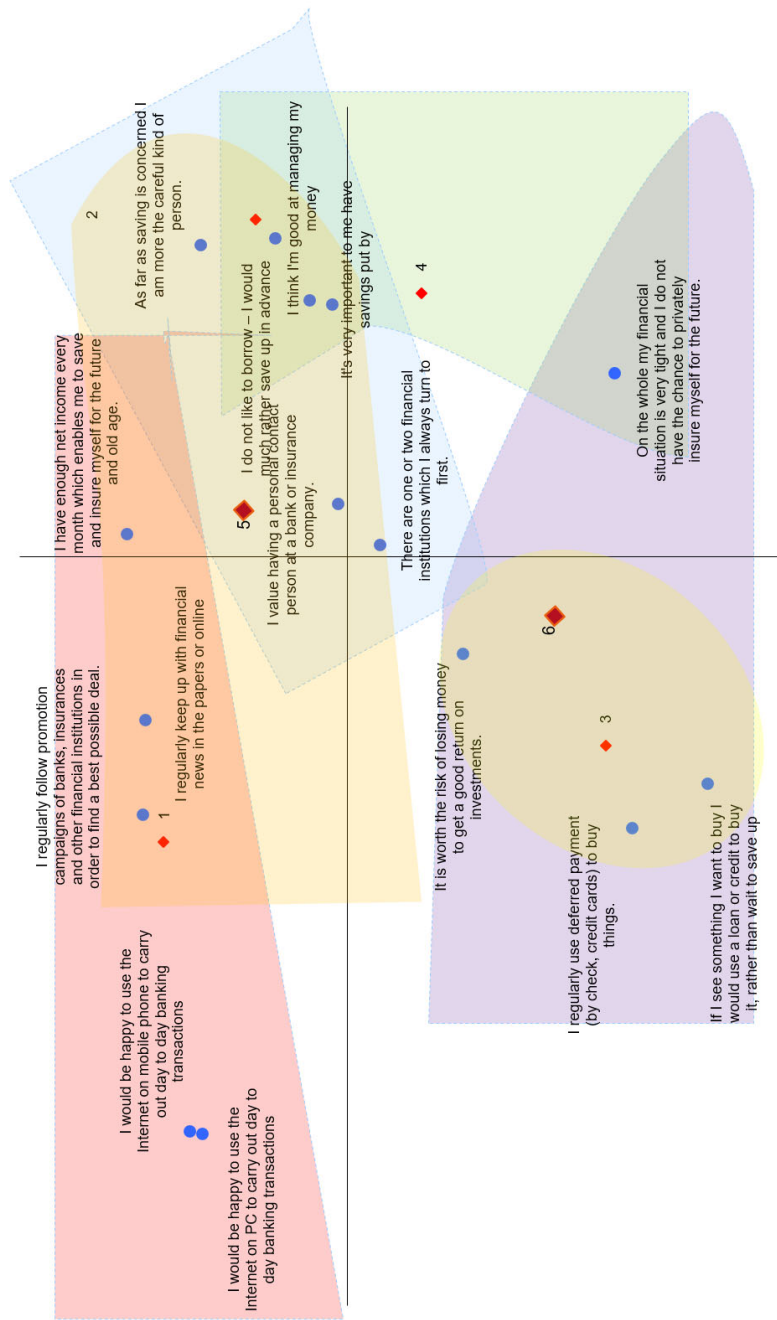 I would be happy to use the
Internet on mobile phone to carry
out day to day banking
transactions
I would be happy to use the
Internet on PC to carry out day to
day banking transactions
I regularly follow promotion
campaigns of banks, insurances
and other financial institutions in
order to find a best possible deal.
1
I regularly keep up with financial
news in the papers or online
I have enough net income every
month which enables me to save
and insure myself for the future
and old age.
2
As far as saving is concerned I
am more the careful kind of
person.
5
I do not like to borrow – I would
much rather save up in advance
I value having a personal contact
person at a bank or insurance
company.
I think I'm good at managing my
money
It's very important to me have
savings put by
4
There are one or two financial
institutions which I always turn to
first.
It is worth the risk of losing money
to get a good return on
investments.
6
3
I regularly use deferred payment
(by check, credit cards) to buy
things.
If I see something I want to buy I
would use a loan or credit to buy
it, rather than wait to save up
On the whole my financial
situation is very tight and I do not
have the chance to privately
insure myself for the future.